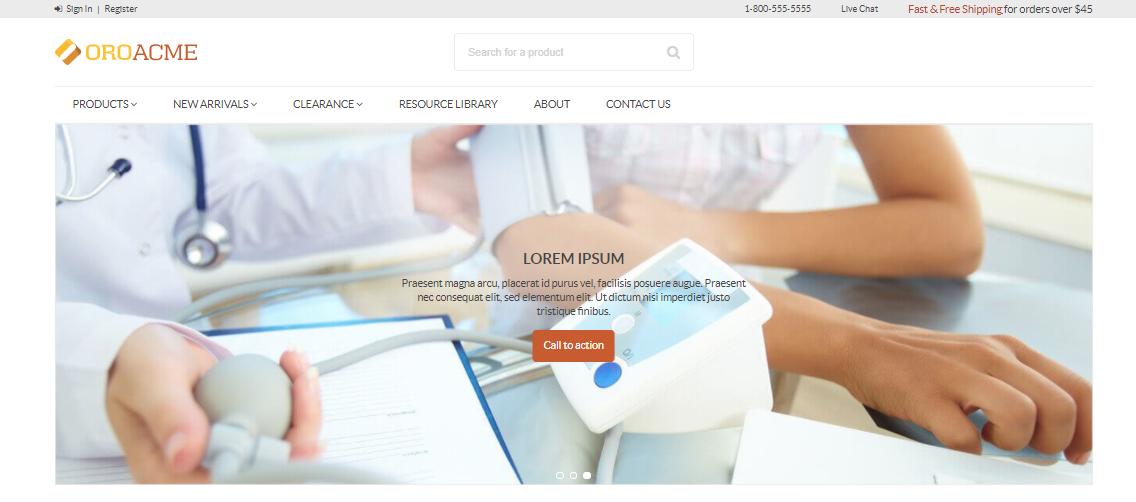 Sign In | Register
1-800-555-5555
Live Chat
Fast & Free Shipping for orders over $45
OROACME
Search for a product
PRODUCTS
NEW ARRIVALS
CLEARANCE
RESOURCE LIBRARY
ABOUT
CONTACT US
LOREM IPSUM
Praesent magna arcu, placerat id purus vel, facilisis posuere augue. Praesent
nec consequat elit, sed elementum elit. Ut dictum nisi imperdiet justo
tristique finibus.
Call to action